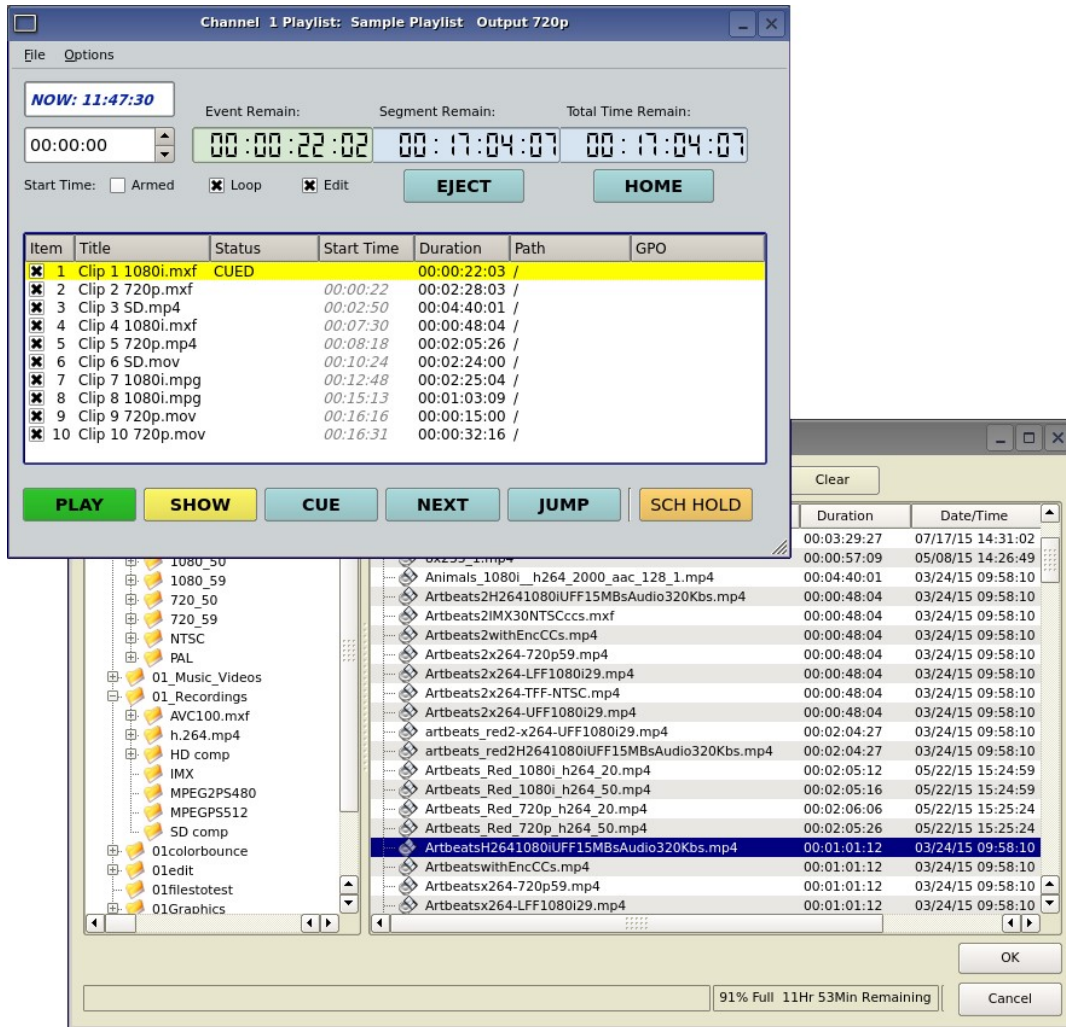 Channel 1 Playlist: Sample Playlist Output 720p
File Options
NOW: 11:47:30
Event Remain: Segment Remain: Total Time Remain:
00:00:00 00:00:22:02 00:17:04:07 00:17:04:07
Start Time: Armed Loop Edit EJECT HOME
Item Title Status Start Time Duration Path GPO
1 Clip 1 1080i.mxf CUED 00:00:22:03 /
2 Clip 2 720p.mxf 00:00:22 00:02:28:03 /
3 Clip 3 SD.mp4 00:02:50 00:04:40:01 /
4 Clip 4 1080i.mxf 00:07:30 00:00:48:04 /
5 Clip 5 720p.mp4 00:08:18 00:02:05:26 /
6 Clip 6 SD.mov 00:10:24 00:02:24:00 /
7 Clip 7 1080i.mpg 00:12:48 00:02:25:04 /
8 Clip 8 1080i.mpg 00:15:13 00:01:03:09 /
9 Clip 9 720p.mov 00:16:16 00:00:15:00 /
10 Clip 10 720p.mov 00:16:31 00:00:32:16 /
PLAY SHOW CUE NEXT JUMP SCH HOLD
Clear
Duration Date/Time
00:03:29:27 07/17/15 14:31:02
00:00:57:09 05/08/15 14:26:49
1080_50
1080_59
720_50
720_59
NTSC
PAL
01_Music_Videos
01_Recordings
AVC100.mxf
h.264.mp4
HD comp
IMX
MPEG2PS480
MPEGPS512
SD comp
01colorbounce
01edit
01filestotest
01Graphics
Animals_1080i__h264_2000_aac_128_1.mp4 00:04:40:01 03/24/15 09:58:10
Artbeats2H2641080iUFF15MBsAudio320Kbs.mp4 00:00:48:04 03/24/15 09:58:10
Artbeats2IMX30NTSCccs.mxf 00:00:48:04 03/24/15 09:58:10
Artbeats2withEncCCs.mp4 00:00:48:04 03/24/15 09:58:10
Artbeats2x264-720p59.mp4 00:00:48:04 03/24/15 09:58:10
Artbeats2x264-LFF1080i29.mp4 00:00:48:04 03/24/15 09:58:10
Artbeats2x264-TFF-NTSC.mp4 00:00:48:04 03/24/15 09:58:10
Artbeats2x264-UFF1080i29.mp4 00:00:48:04 03/24/15 09:58:10
artbeats_red2-x264-UFF1080i29.mp4 00:02:04:27 03/24/15 09:58:10
artbeats_red2H2641080iUFF15MBsAudio320Kbs.mp4 00:02:04:27 03/24/15 09:58:10
Artbeats_Red_1080i_h264_20.mp4 00:02:05:12 05/22/15 15:24:59
Artbeats_Red_1080i_h264_50.mp4 00:02:05:16 05/22/15 15:24:59
Artbeats_Red_720p_h264_20.mp4 00:02:06:06 05/22/15 15:25:24
Artbeats_Red_720p_h264_50.mp4 00:02:05:26 05/22/15 15:25:24
ArtbeatsH2641080iUFF15MBsAudio320Kbs.mp4 00:01:01:12 03/24/15 09:58:10
ArtbeatswithEncCCs.mp4 00:01:01:12 03/24/15 09:58:10
Artbeatsx264-720p59.mp4 00:01:01:12 03/24/15 09:58:10
Artbeatsx264-LFF1080i29.mp4 00:01:01:12 03/24/15 09:58:10
OK
91% Full 11Hr 53Min Remaining
Cancel